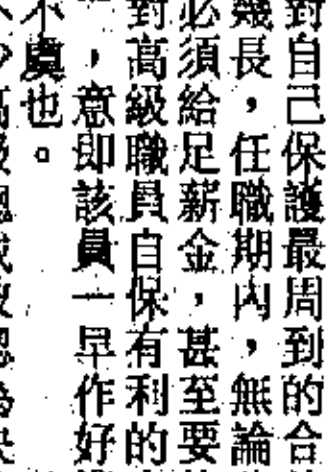 對自己保護最周到的合
幾長，任職期內，無論
必須給足薪金，甚至要
對高級職員自保有利的
，意即該員一早作好
不虞也。